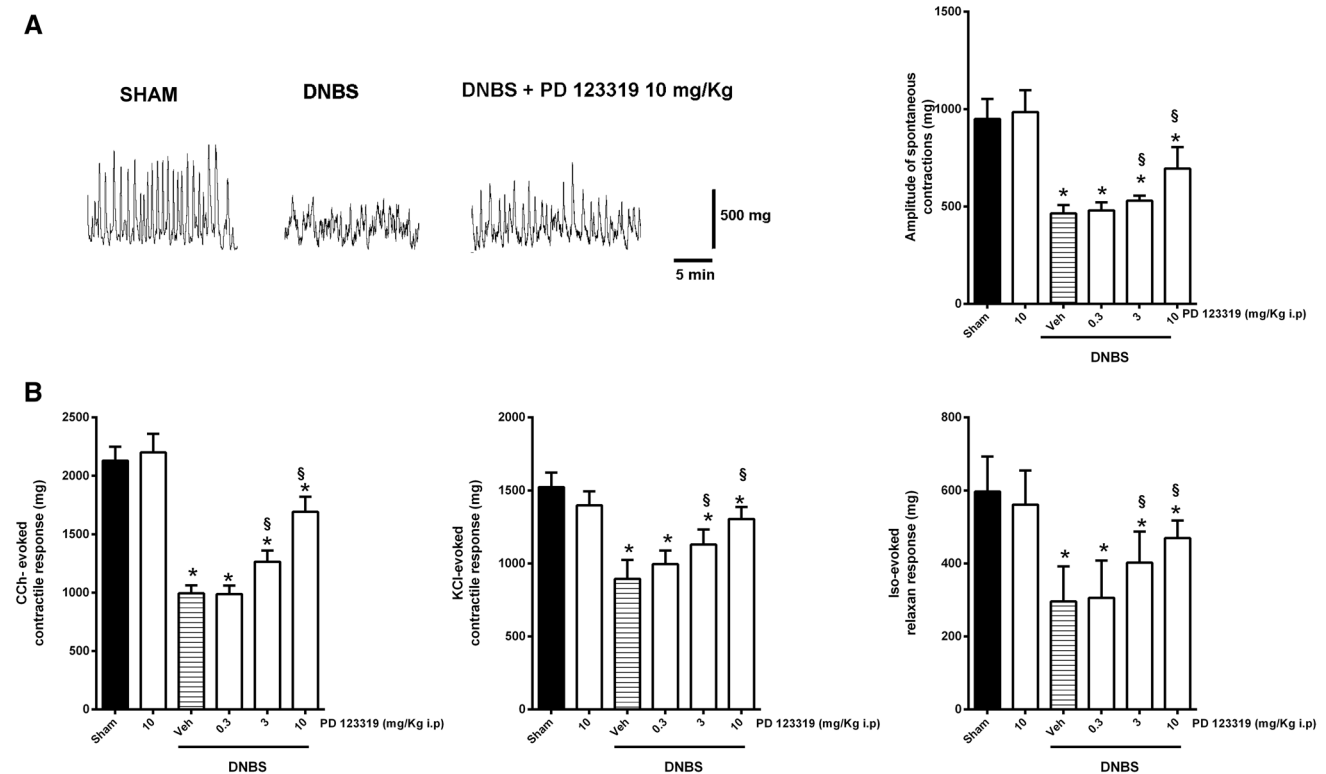 A
SHAM
DNBS
DNBS + PD 123319 10 mg/Kg
500 mg
5 min
Amplitude of spontaneous
contractions (mg)
1500
1000
500
0
Sham
10
Veh
0.3
3
10
PD 123319 (mg/Kg i.p)
DNBS
*
*
§
*
§
*
B
CCh- evoked
contractile response (mg)
2500
2000
1500
1000
500
0
Sham
10
Veh
0.3
3
10
PD 123319 (mg/Kg i.p)
DNBS
*
*
§
*
§
*
KCl-evoked
contractile response (mg)
2000
1500
1000
500
0
Sham
10
Veh
0.3
3
10
PD 123319 (mg/Kg i.p)
DNBS
*
*
§
*
§
*
Iso-evoked
relaxan response (mg)
800
600
400
200
0
Sham
10
Veh
0.3
3
10
PD 123319 (mg/Kg i.p)
DNBS
*
*
§
*
§
*